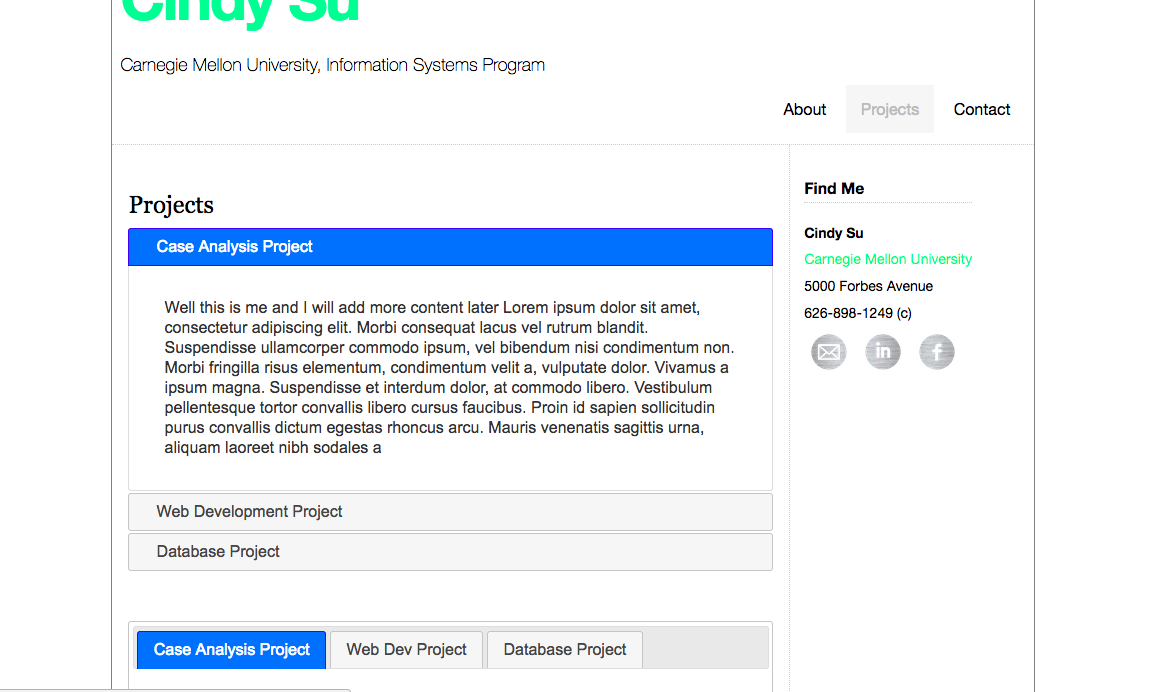 Cindy Su
Carnegie Mellon University, Information Systems Program
About Projects Contact
Projects
Case Analysis Project
Well this is me and I will add more content later Lorem ipsum dolor sit amet,
consectetur adipiscing elit. Morbi consequat lacus vel rutrum blandit.
Suspendisse ullamcorper commodo ipsum, vel bibendum nisi condimentum non.
Morbi fringilla risus elementum, condimentum velit a, vulputate dolor. Vivamus a
ipsum magna. Suspendisse et interdum dolor, at commodo libero. Vestibulum
pellentesque tortor convallis libero cursus faucibus. Proin id sapien sollicitudin
purus convallis dictum egestas rhoncus arcu. Mauris venenatis sagittis urna,
aliquam laoreet nibh sodales a
Web Development Project
Database Project
Case Analysis Project Web Dev Project Database Project
Find Me
Cindy Su
Carnegie Mellon University
5000 Forbes Avenue
626-898-1249 (c)
in f